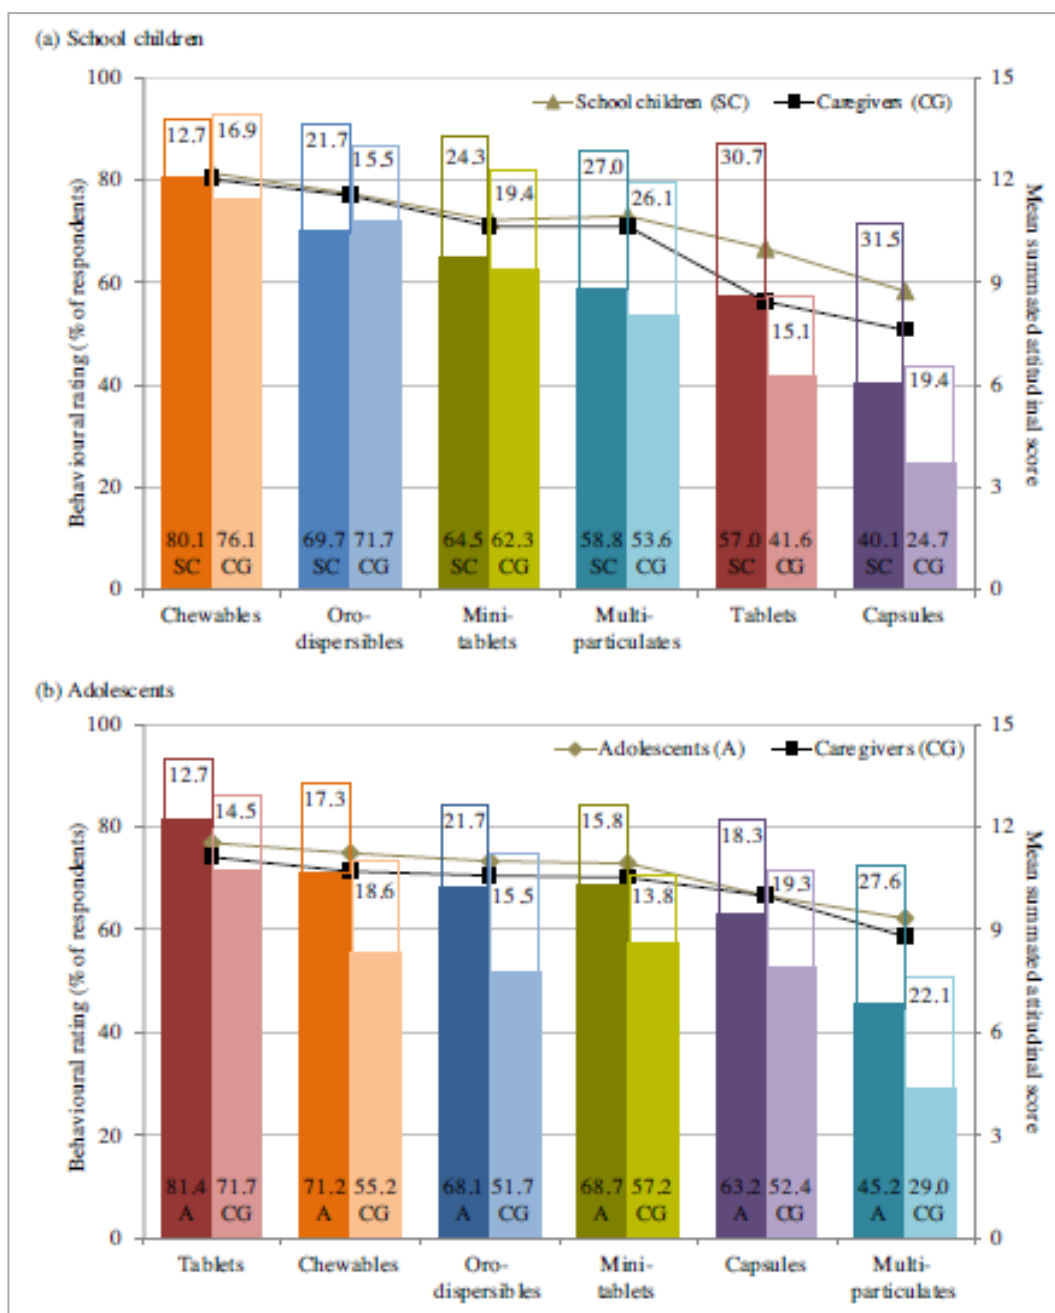 (a) School children
100
80
60
40
20
0
Behavioural rating (% of respondents)
15
12
9
6
3
0
Mean summated attitudinal score
School children (SC)
Caregivers (CG)
12.7 16.9
21.7 15.5
24.3 19.4
27.0 26.1
30.7 15.1
31.5 19.4
80.1 76.1 69.7 71.7 64.5 62.3 58.8 53.6 57.0 41.6 40.1 24.7
SC CG SC CG SC CG SC CG SC CG SC CG
Chewables Oro- Mini- Multi- Tablets Capsules
dispersibles tablets particulates
(b) Adolescents
100
80
60
40
20
0
Behavioural rating (% of respondents)
15
12
9
6
3
0
Mean summated attitudinal score
Adolescents (A)
Caregivers (CG)
12.7 14.5
17.3 18.6
21.7 15.5
15.8 13.8
18.3 19.3
27.6 22.1
81.4 71.7 71.2 55.2 68.1 51.7 68.7 57.2 63.2 52.4 45.2 29.0
A CG A CG A CG A CG A CG A CG
Tablets Chewables Oro- Mini- Capsules Multi-
dispersibles tablets particulates